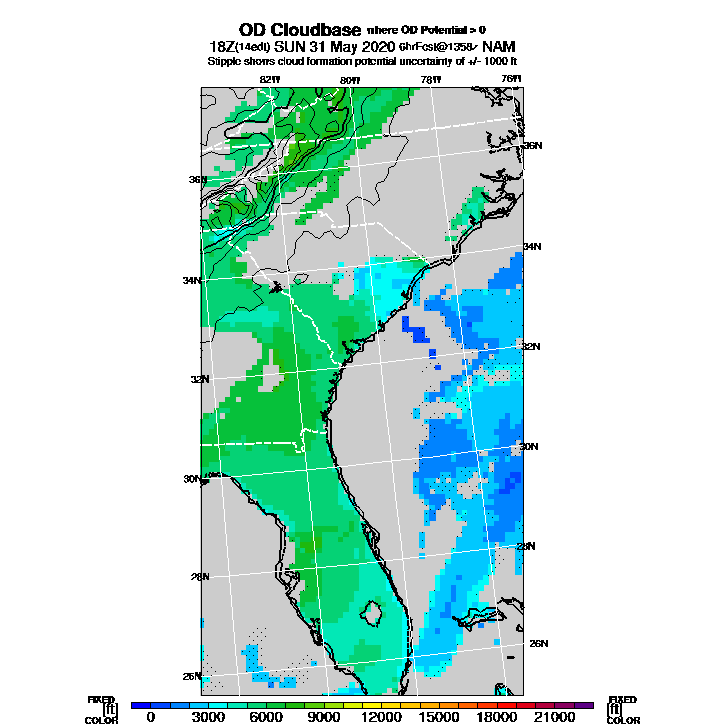 OD Cloudbase where OD Potential > 0
18Z(14edt) SUN 31 May 2020 6hrFcst@1358z NAM
Stipple shows cloud formation potential uncertainty of +/- 1000 ft
82W 80W 78W 76W
36N
36N
34N
34N
32N
32N
30N
30N
28N
28N
26N
26N
FIXED FIXED
[ft] [ft]
COLOR COLOR
0 3000 6000 9000 12000 15000 18000 21000